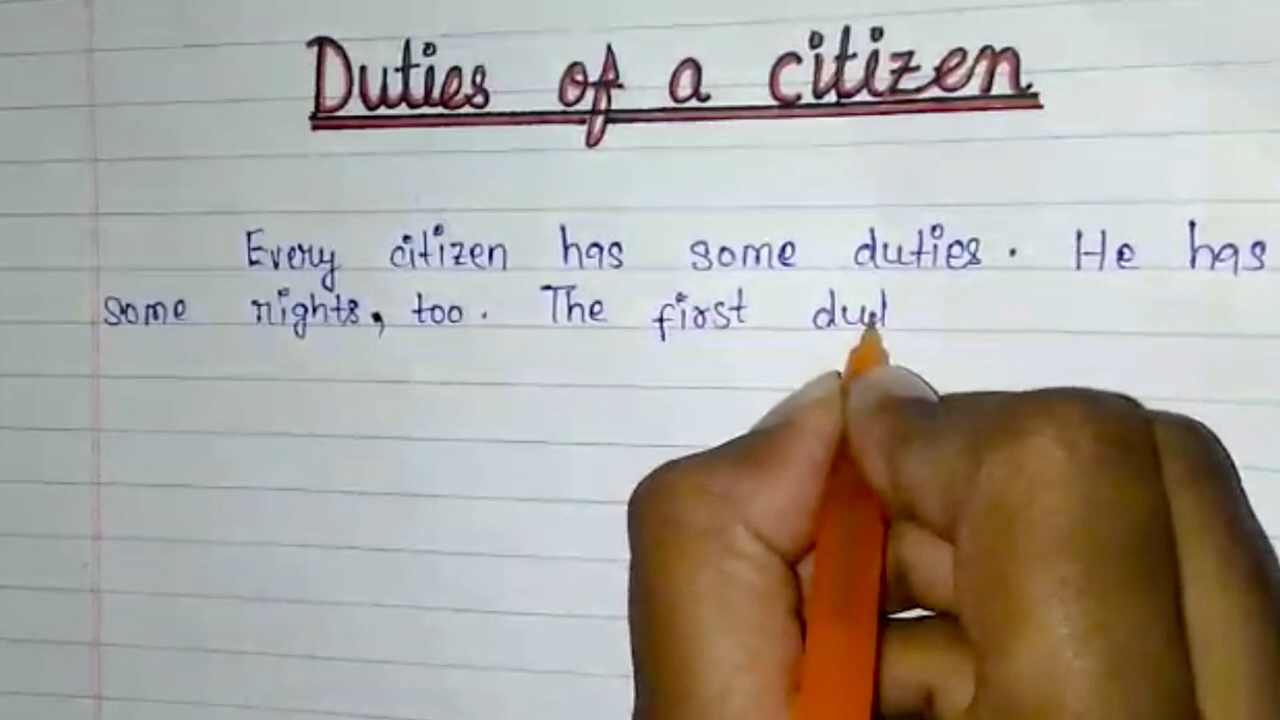 Duties of a citizen
Every citizen has some duties. He has
some rights, too. The first